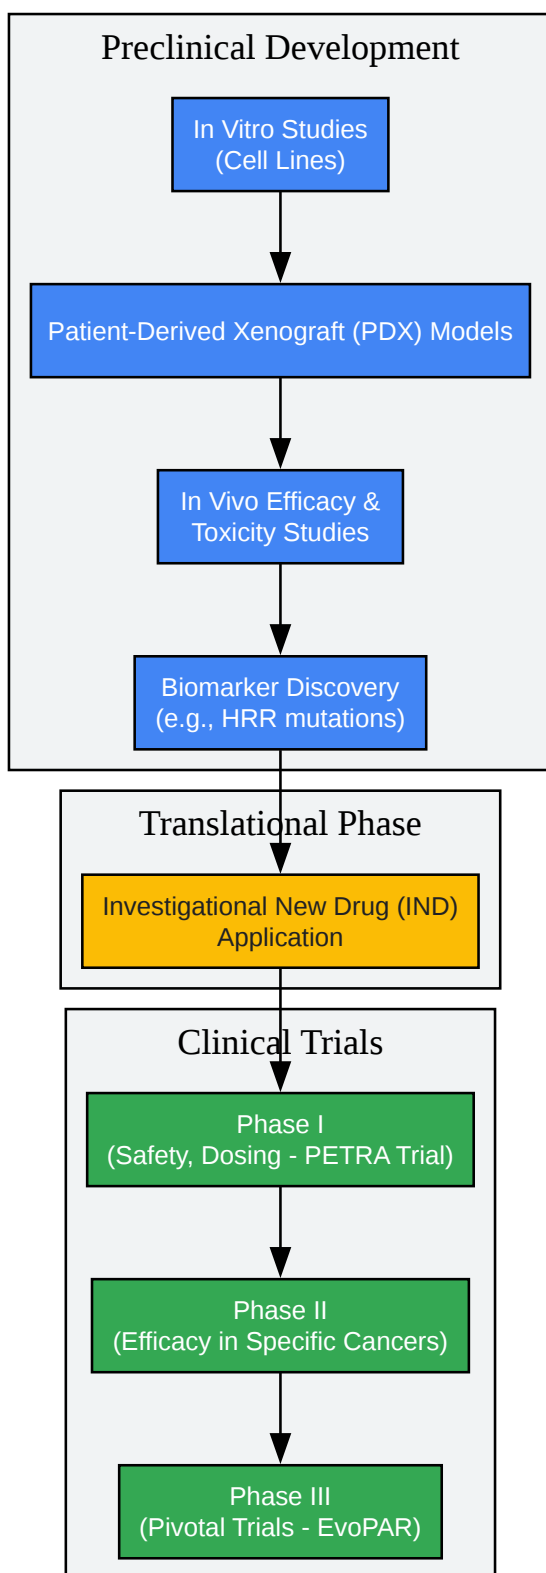 Preclinical Development
In Vitro Studies
(Cell Lines)
Patient-Derived Xenograft (PDX) Models
In Vivo Efficacy &
Toxicity Studies
Biomarker Discovery
(e.g., HRR mutations)
Translational Phase
Investigational New Drug (IND)
Application
Clinical Trials
Phase I
(Safety, Dosing - PETRA Trial)
Phase II
(Efficacy in Specific Cancers)
Phase III
(Pivotal Trials - EvoPAR)